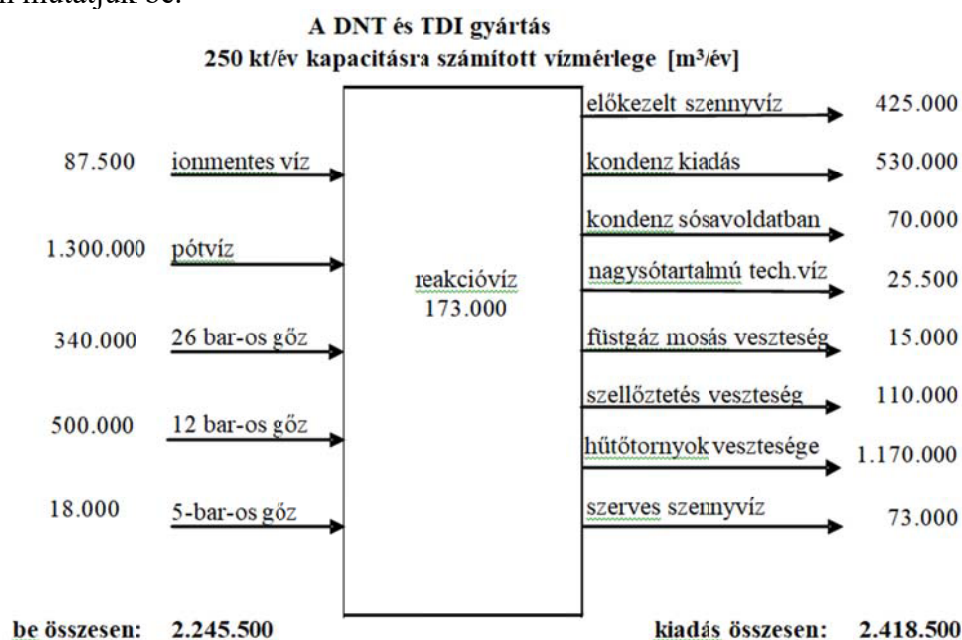 A DNT és TDI gyártás
250 kt/év kapacitásra számított vízmérlege [m³/év]
előkezelt szennyvíz 425.000
87.500 ionmentes víz
kondenz kiadás 530.000
kondenz sósavoldatban 70.000
1.300.000 pótvíz
nagysótartalmú tech.víz 25.500
reakcióvíz
173.000
340.000 26 bar-os gőz
füstgáz mosás veszteség 15.000
szellőztetés veszteség 110.000
500.000 12 bar-os gőz
hűtőtornyok vesztesége 1.170.000
18.000 5-bar-os gőz
szerves szennyvíz 73.000
be összesen: 2.245.500
kiadás összesen: 2.418.500